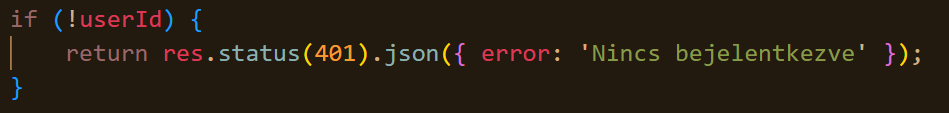 if (!userId) {
    return res.status(401).json({ error: 'Nincs bejelentkezve' });
}